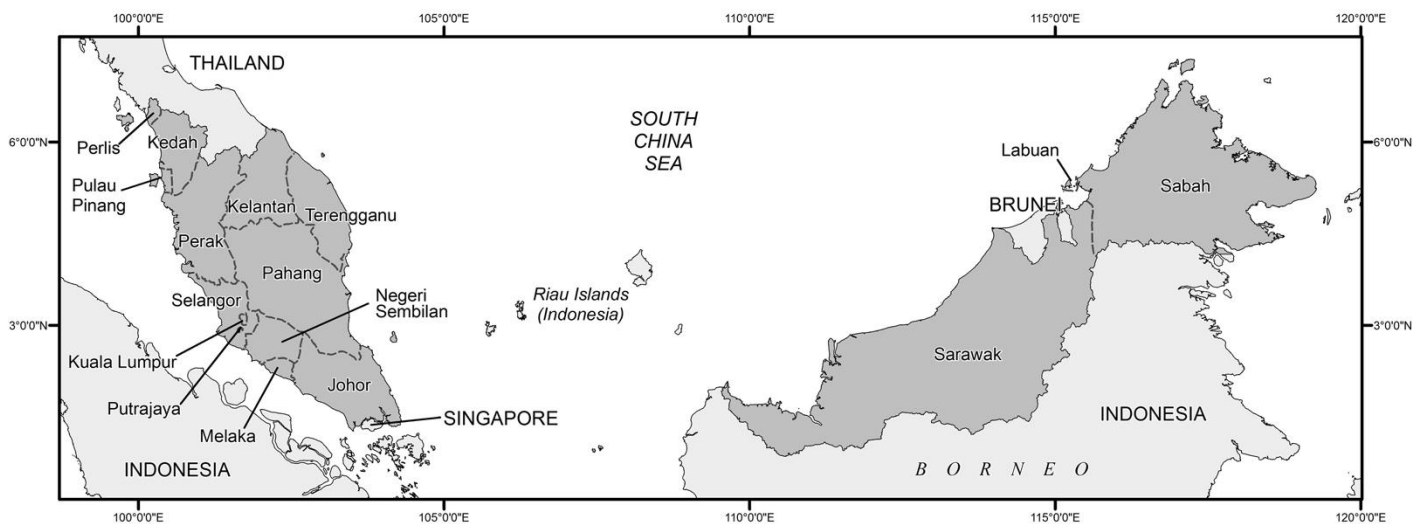 100°0'0"E
105°0'0"E
110°0'0"E
115°0'0"E
120°0'0"E
THAILAND
SOUTH
CHINA
SEA
6°0'0"N
6°0'0"N
Perlis
Kedah
Labuan
Sabah
Pulau
Pinang
Kelantan
Terengganu
BRUNEI
Perak
Pahang
Selangor
Negeri
Sembilan
Riau Islands
(Indonesia)
3°0'0"N
3°0'0"N
Kuala Lumpur
Sarawak
Johor
Putrajaya
Melaka
SINGAPORE
INDONESIA
INDONESIA
BORNEO
100°0'0"E
105°0'0"E
110°0'0"E
115°0'0"E
120°0'0"E